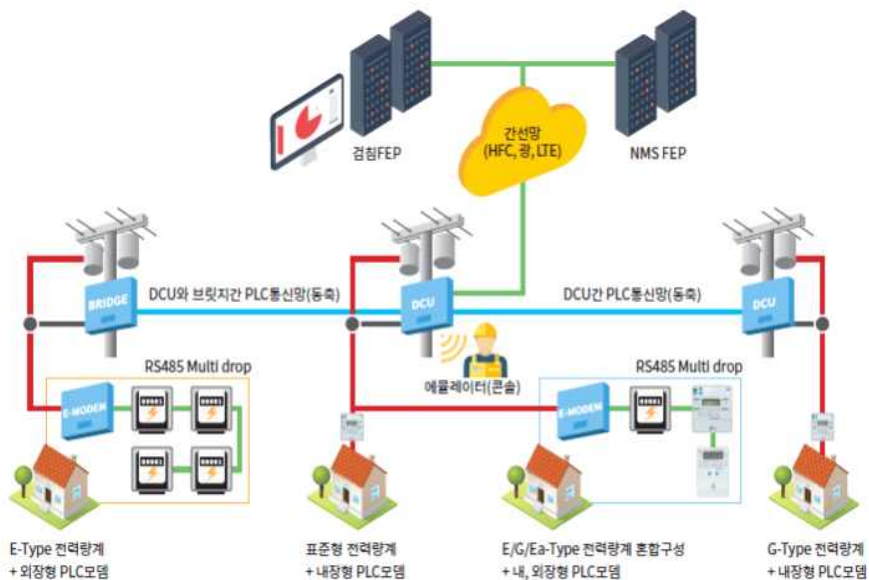 검침FEP
간선망
(HFC, 광, LTE)
NMS FEP
BRIDGE
DCU와 브릿지간 PLC통신망(동축)
DCU
DCU간 PLC통신망(동축)
DCU
RS485 Multi drop
에뮬레이터(콘솔)
RS485 Multi drop
E-MODEM
E-MODEM
E-Type 전력량계
+ 외장형 PLC모뎀
표준형 전력량계
+ 내장형 PLC모뎀
E/G/Ea-Type 전력량계 혼합구성
+ 내, 외장형 PLC모뎀
G-Type 전력량계
+ 내장형 PLC모뎀